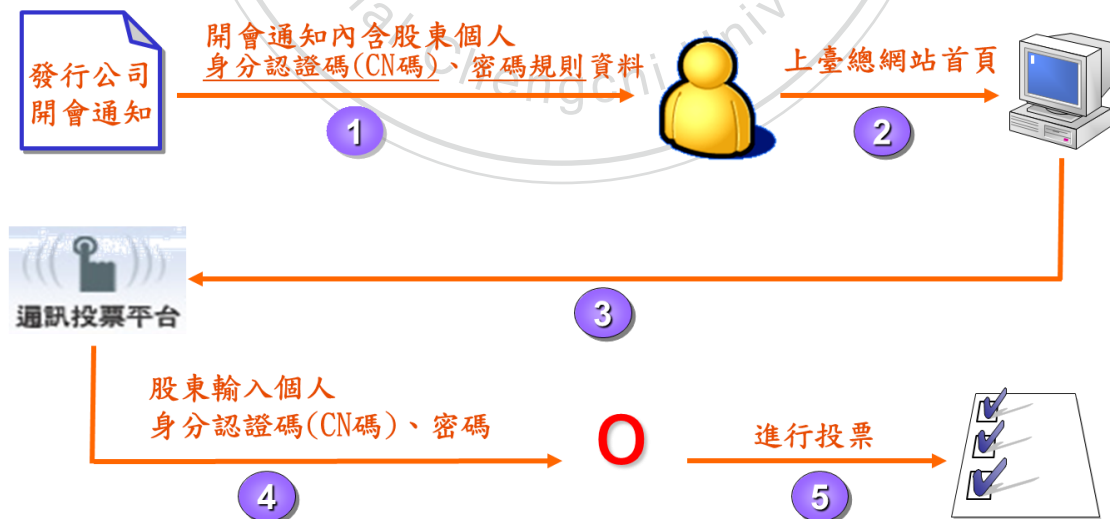 發行公司
開會通知
開會通知內含股東個人
身分認證碼(CN碼)、密碼規則資料
1
上臺總網站首頁
2
Chengchi Univ
通訊投票平台
3
股東輸入個人
身分認證碼(CN碼)、密碼
4
O
進行投票
5